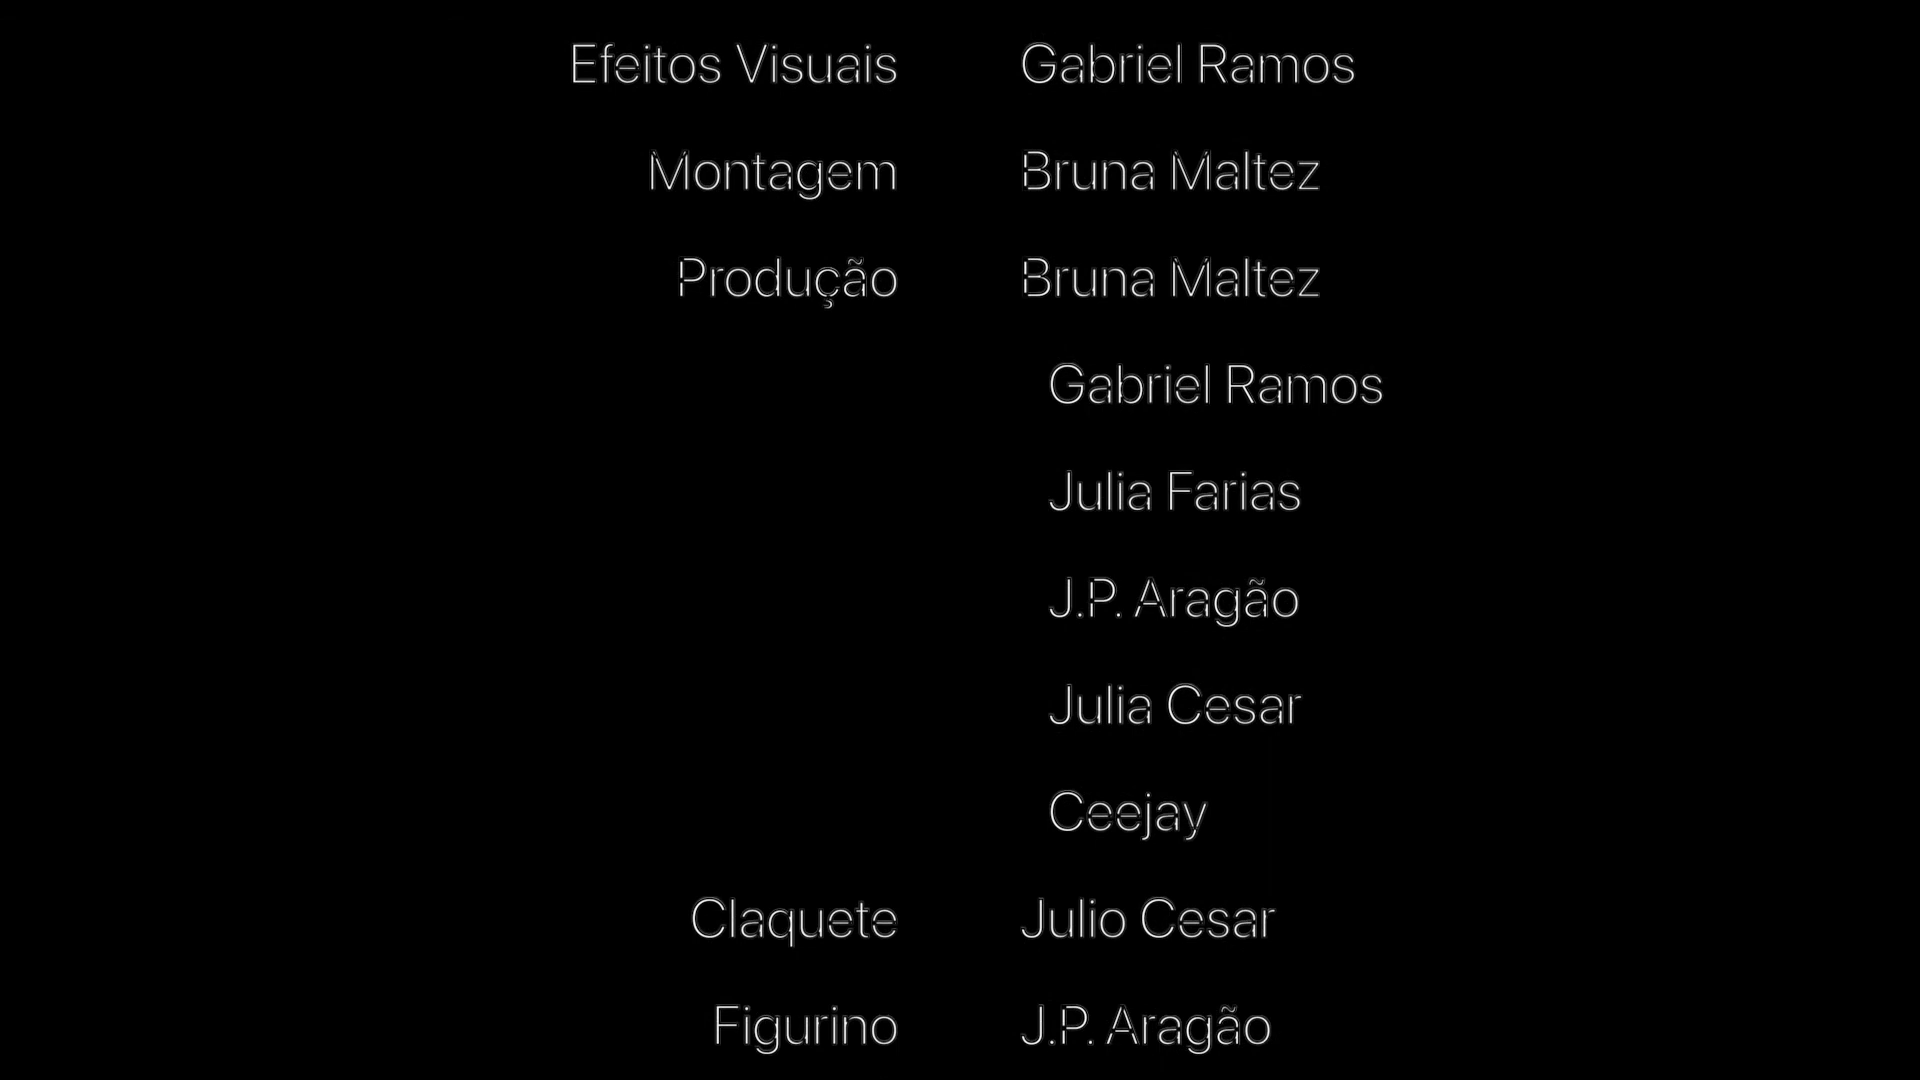 Efeitos Visuais Gabriel Ramos
Montagem Bruna Maltez
Produção Bruna Maltez
Gabriel Ramos
Julia Farias
J.P. Aragão
Julia Cesar
Ceejay
Claquete Julio Cesar
Figurino J.P. Aragão